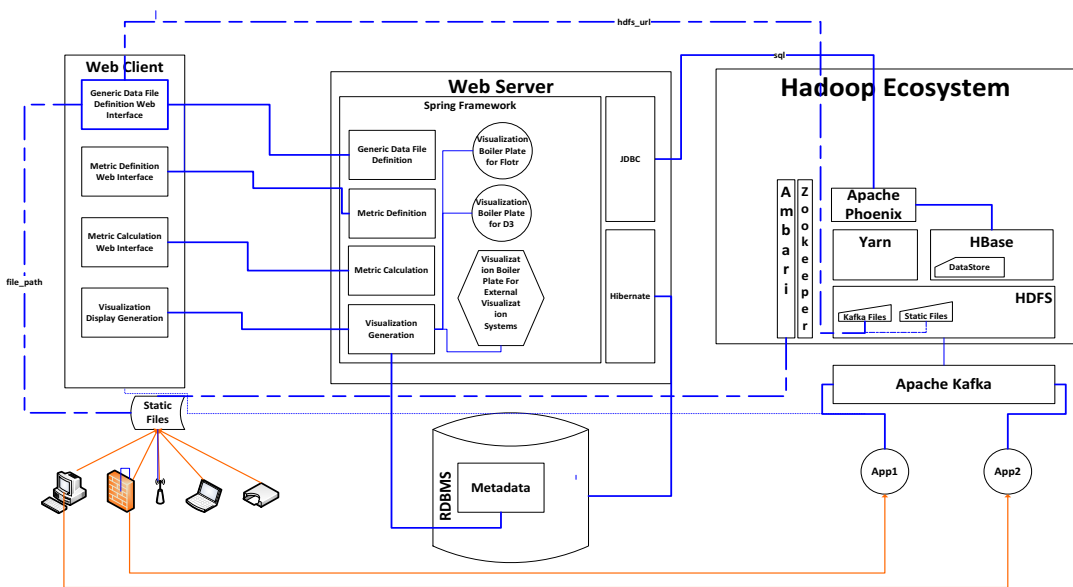 hdfs_url
sql
Web Client
Generic Data File
Definition Web
Interface
Metric Definition
Web Interface
Metric Calculation
Web Interface
Visualization
Display Generation
file_path
Static
Files
Web Server
Spring Framework
Generic Data File
Definition
Metric Definition
Metric Calculation
Visualization
Generation
Visualization
Boiler Plate
for Flotr
Visualization
Boiler Plate
for D3
Visualizat
ion Boiler
Plate For
External
Visualizat
ion
Systems
JDBC
Hibernate
RDBMS
Metadata
I
Hadoop Ecosystem
Ambari
Zookeeper
Apache
Phoenix
Yarn
HBase
DataStore
HDFS
Kafka Files
Static Files
Apache Kafka
App1
App2